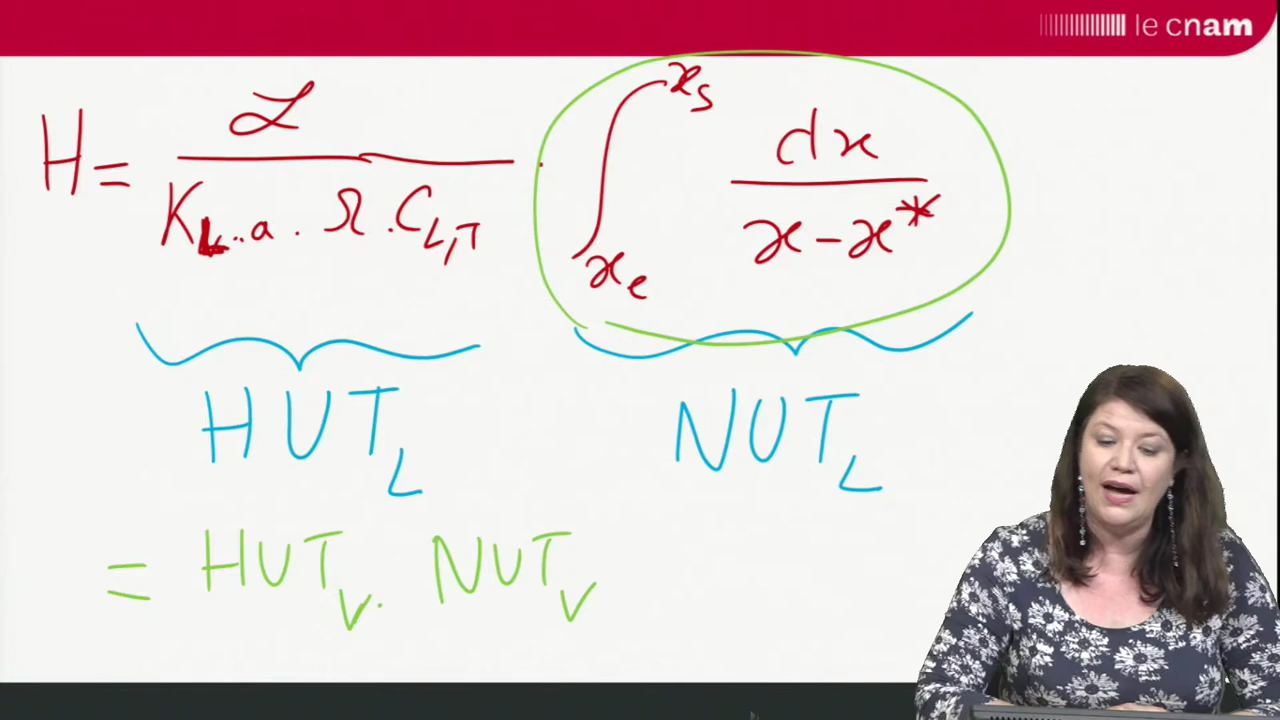 le cnam
H = ℒ / (K_L.a . Ω . C_L,T) . ∫_{x_e}^{x_s} dx / (x - x*)
HUT_L NUT_L
= HUT_V . NUT_V